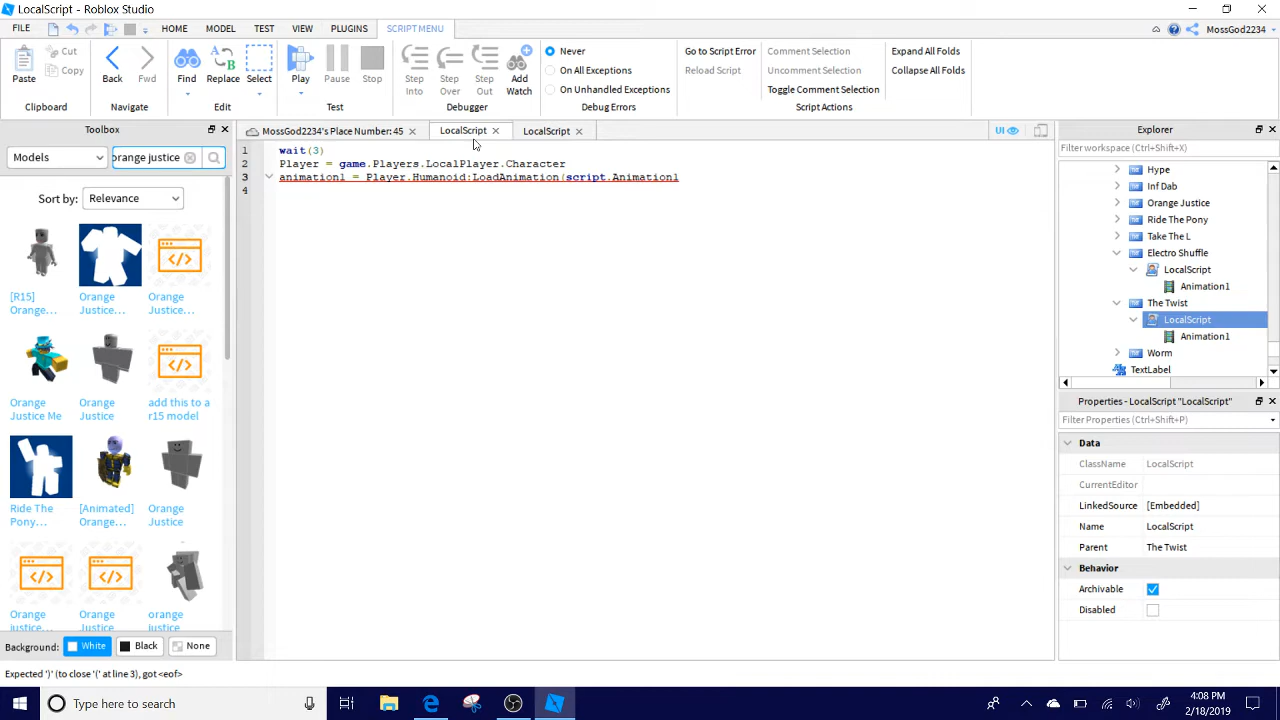 LocalScript - Roblox Studio
FILE HOME MODEL TEST VIEW PLUGINS SCRIPT MENU MossGod2234
Paste Cut Copy Clipboard
Back Fwd Navigate
Find Replace Select Edit
Play Pause Stop Test
Step Into Step Over Step Out Add Watch Debugger
Never
On All Exceptions
On Unhandled Exceptions
Debug Errors
Go to Script Error
Reload Script
Comment Selection
Uncomment Selection
Toggle Comment Selection
Script Actions
Expand All Folds
Collapse All Folds
Toolbox
Models orange justice
Sort by: Relevance
[R15] Orange...
Orange Justice...
Orange Justice...
Orange Justice Me
Orange Justice
add this to a r15 model
Ride The Pony...
[Animated] Orange...
Orange Justice
Orange justice...
Orange Justice...
orange justice
Background: White Black None
MossGod2234's Place Number: 45 LocalScript LocalScript UI
1 wait(3)
2 Player = game.Players.LocalPlayer.Character
3 animation1 = Player.Humanoid:LoadAnimation(script.Animation1
4
Explorer
Filter workspace (Ctrl+Shift+X)
Hype
Inf Dab
Orange Justice
Ride The Pony
Take The L
Electro Shuffle
LocalScript
Animation1
The Twist
LocalScript
Animation1
Worm
TextLabel
Properties - LocalScript "LocalScript"
Filter Properties (Ctrl+Shift+P)
Data
ClassName LocalScript
CurrentEditor
LinkedSource [Embedded]
Name LocalScript
Parent The Twist
Behavior
Archivable
Disabled
Expected ')' (to close '(' at line 3), got <eof>
Type here to search
4:08 PM
2/18/2019